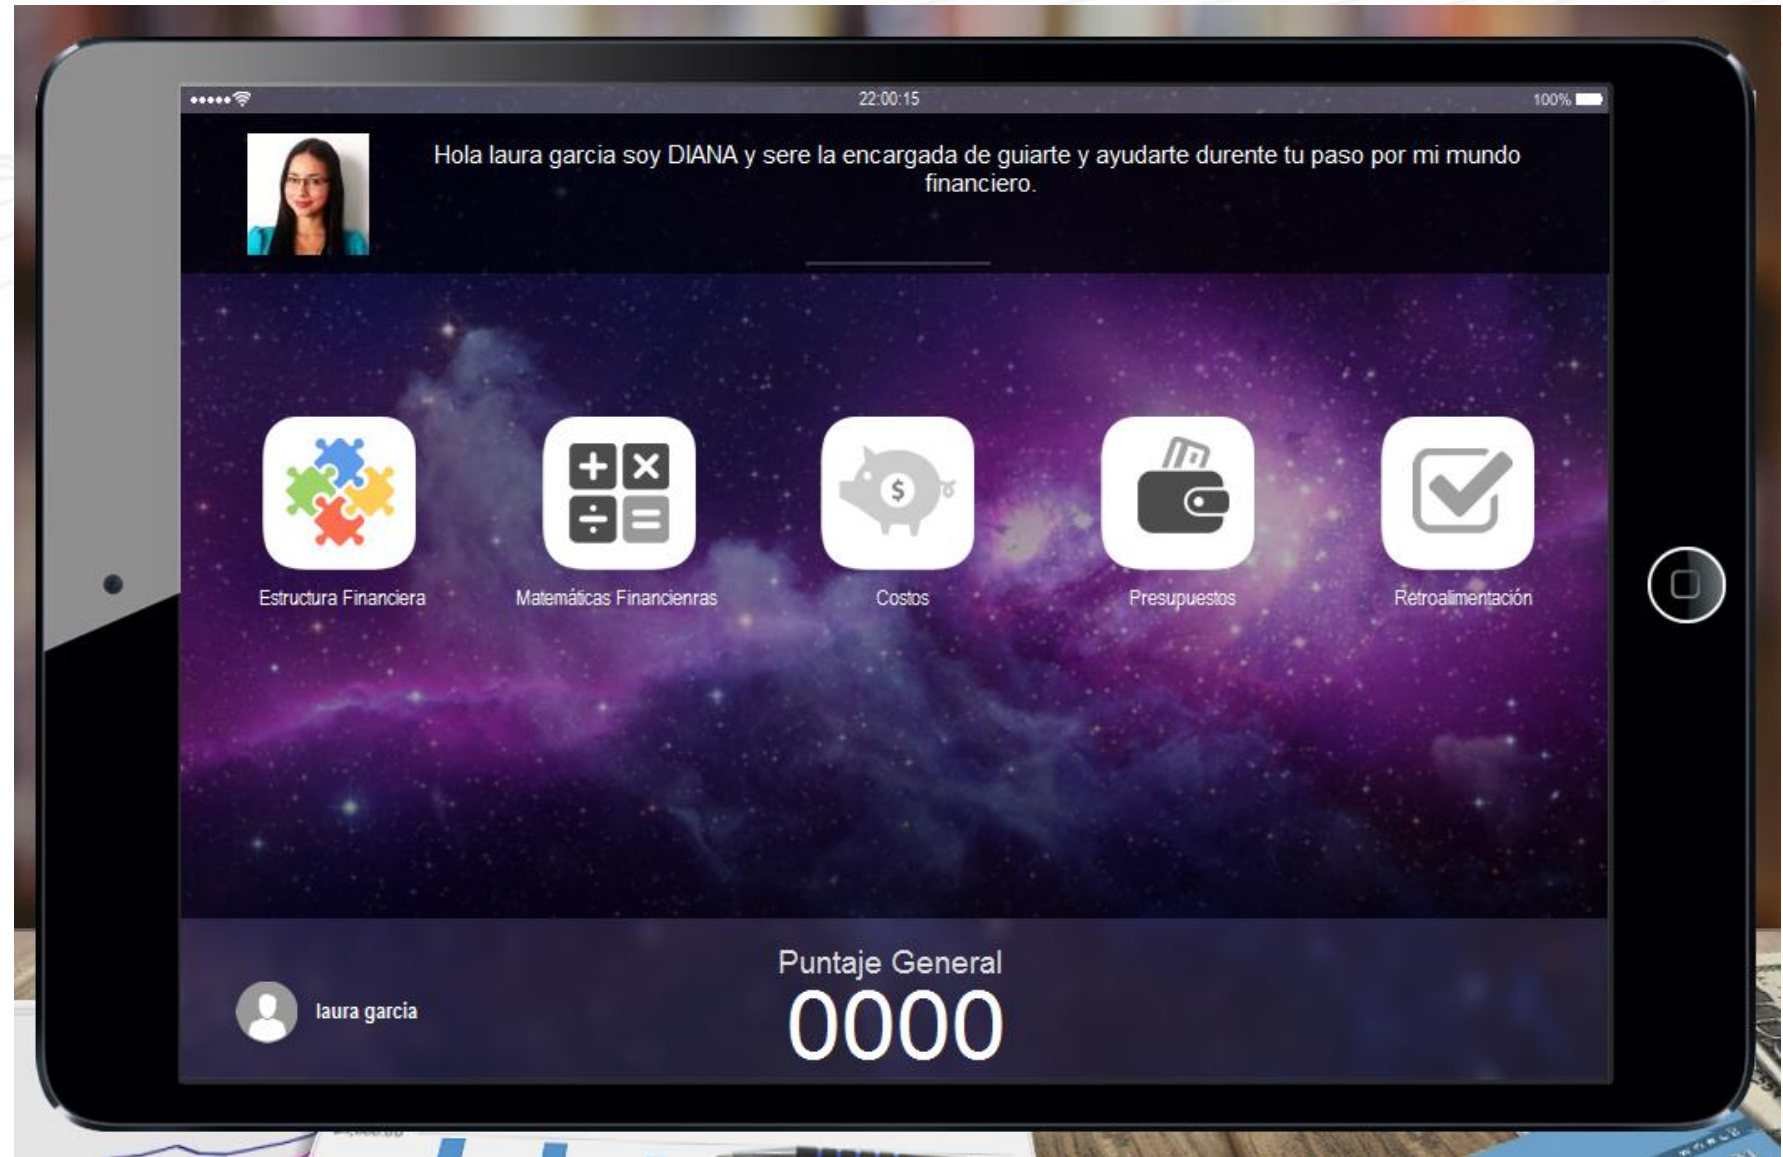 22:00:15
100%
Hola laura garcia soy DIANA y sere la encargada de guiarte y ayudarte durente tu paso por mi mundo
financiero.
Estructura Financiera
Matemáticas Financienras
Costos
Presupuestos
Retroalimentación
Puntaje General
0000
laura garcia